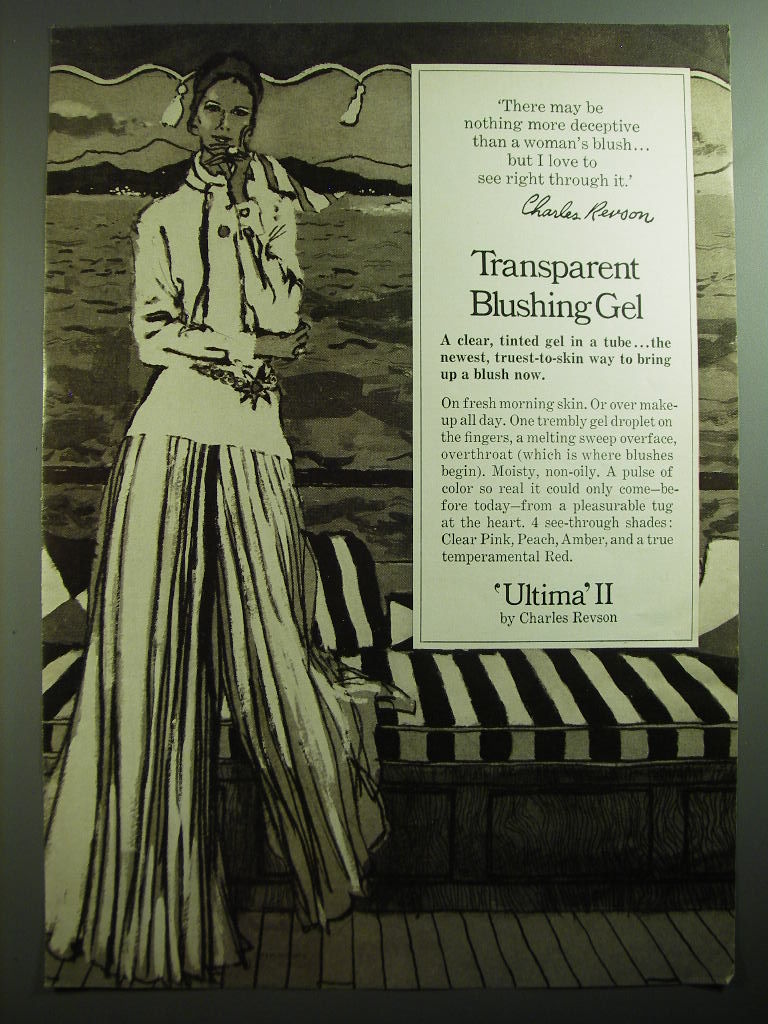 ‘There may be
nothing more deceptive
than a woman's blush...
but I love to
see right through it.’
Charles Revson
Transparent
Blushing Gel
A clear, tinted gel in a tube...the
newest, truest-to-skin way to bring
up a blush now.
On fresh morning skin. Or over make-
up all day. One trembly gel droplet on
the fingers, a melting sweep overface,
overthroat (which is where blushes
begin). Moisty, non-oily. A pulse of
color so real it could only come—be-
fore today—from a pleasurable tug
at the heart. 4 see-through shades:
Clear Pink, Peach, Amber, and a true
temperamental Red.
‘Ultima’ II
by Charles Revson